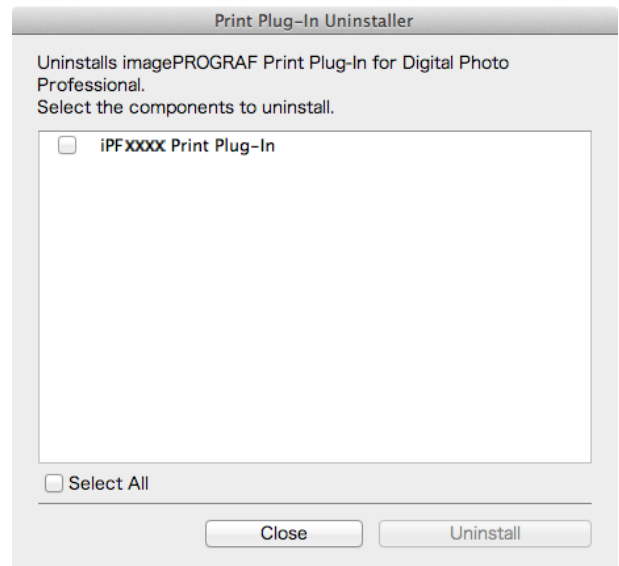 Print Plug-In Uninstaller
Uninstalls imagePROGRAF Print Plug-In for Digital Photo
Professional.
Select the components to uninstall.
iPFXXXX Print Plug-In
Select All
Close
Uninstall